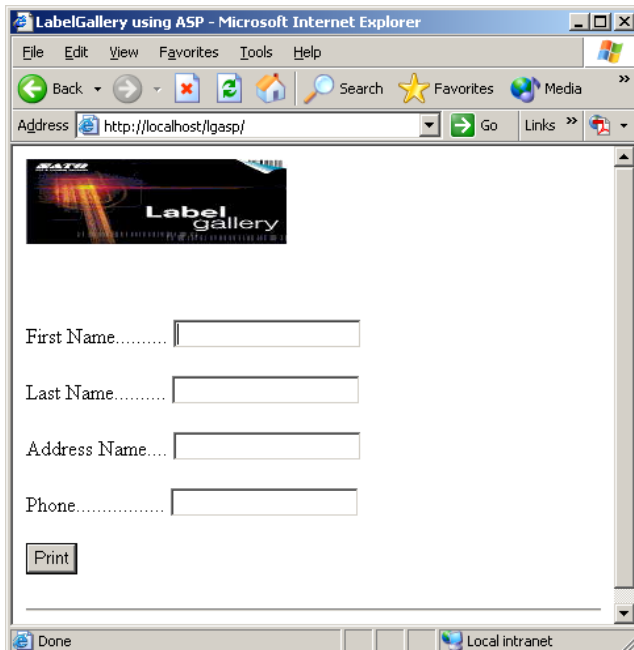 LabelGallery using ASP - Microsoft Internet Explorer
File Edit View Favorites Tools Help
Back Search Favorites Media »
Address http://localhost/lgasp/ Go Links »
SATO
Label
gallery
First Name..........
Last Name..........
Address Name....
Phone.................
Print
Done Local intranet